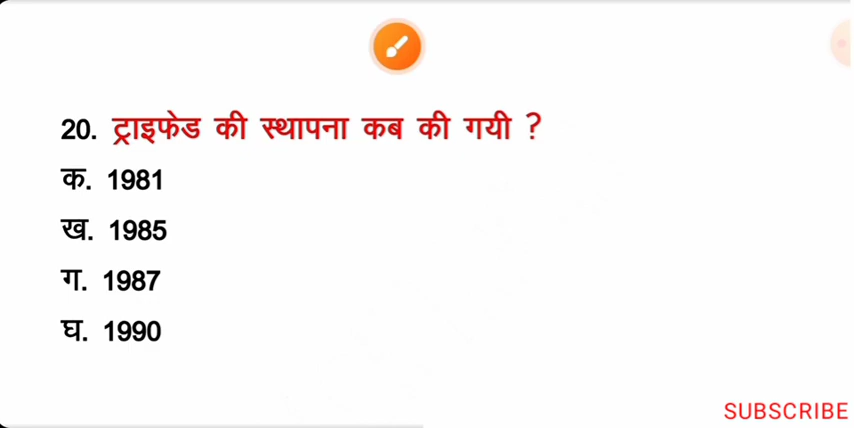 20. ट्राइफेड की स्थापना कब की गयी ?
क. 1981
ख. 1985
ग. 1987
घ. 1990
SUBSCRIBE